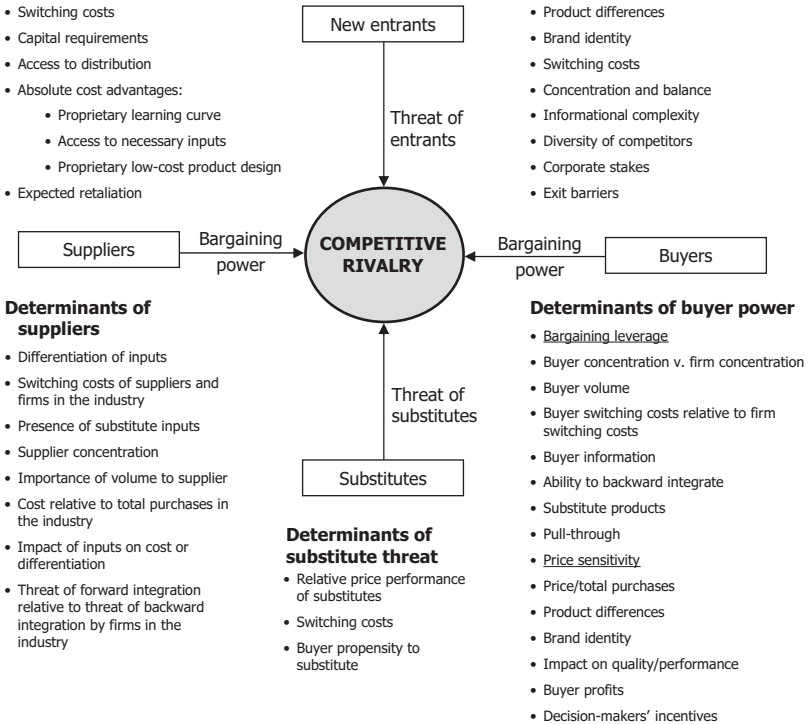 • Switching costs
• Capital requirements
• Access to distribution
• Absolute cost advantages:
• Proprietary learning curve
• Access to necessary inputs
• Proprietary low-cost product design
• Expected retaliation
New entrants
Threat of
entrants
• Product differences
• Brand identity
• Switching costs
• Concentration and balance
• Informational complexity
• Diversity of competitors
• Corporate stakes
• Exit barriers
Suppliers
Bargaining
power
COMPETITIVE
RIVALRY
Bargaining
power
Buyers
Determinants of
suppliers
• Differentiation of inputs
• Switching costs of suppliers and
firms in the industry
• Presence of substitute inputs
• Supplier concentration
• Importance of volume to supplier
• Cost relative to total purchases in
the industry
• Impact of inputs on cost or
differentiation
• Threat of forward integration
relative to threat of backward
integration by firms in the
industry
Threat of
substitutes
Substitutes
Determinants of
substitute threat
• Relative price performance
of substitutes
• Switching costs
• Buyer propensity to
substitute
Determinants of buyer power
• Bargaining leverage
• Buyer concentration v. firm concentration
• Buyer volume
• Buyer switching costs relative to firm
switching costs
• Buyer information
• Ability to backward integrate
• Substitute products
• Pull-through
• Price sensitivity
• Price/total purchases
• Product differences
• Brand identity
• Impact on quality/performance
• Buyer profits
• Decision-makers’ incentives